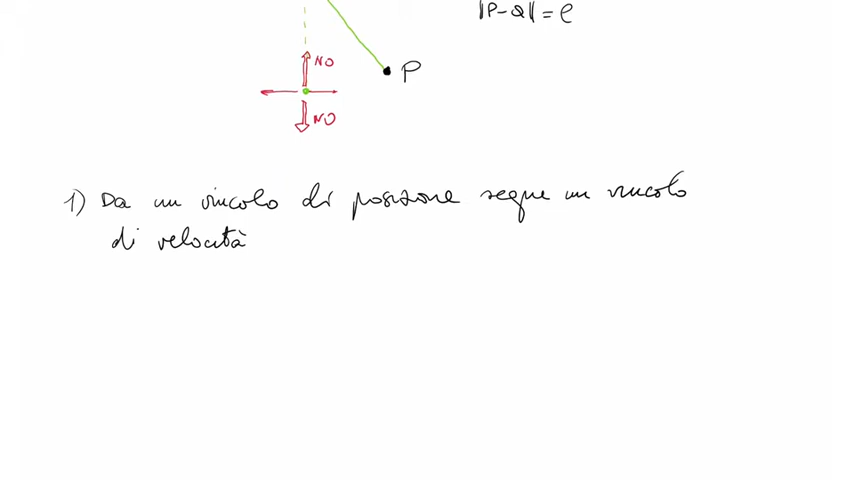 ‖P-Q‖ = ℓ
NO
P
NO
1) Da un vincolo di posizione segue un vincolo
di velocità